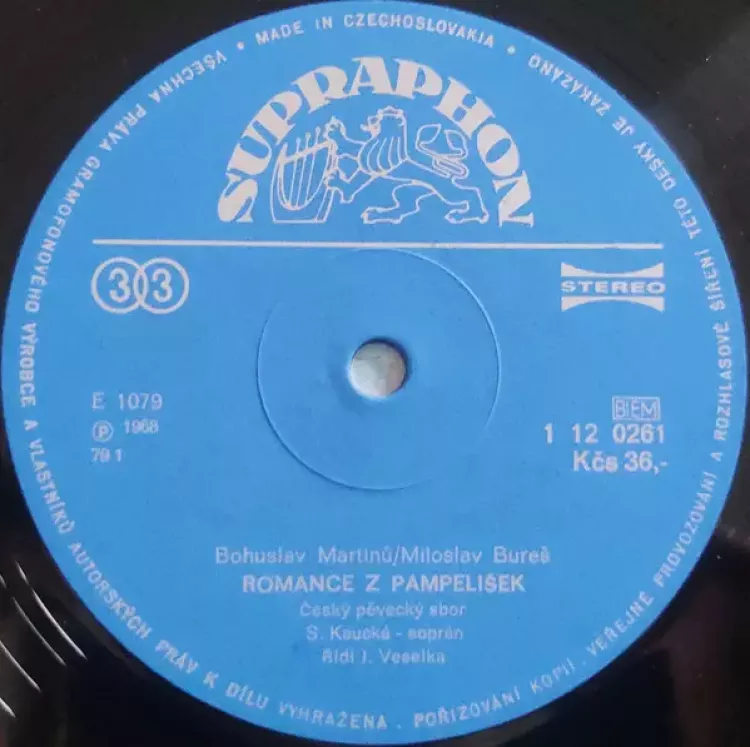 VŠECHNA PRÁVA GRAMOFONOVÉHO VÝROBCE A VLASTNÍKŮ AUTORSKÝCH PRÁV K DÍLU VYHRAŽENA. POŘIZOVÁNÍ KOPIÍ. VEŘEJNÉ PROVOZOVÁNÍ A ROZHLASOVÉ ŠÍŘENÍ TÉTO DESKY JE ZAKÁZÁNO • MADE IN CZECHOSLOVAKIA •
SUPRAPHON
33
STEREO
E 1079
℗ 1968
79 1
BIEM
1 12 0261
Kčs 36,-
Bohuslav Martinů/Miloslav Bureš
ROMANCE Z PAMPELIŠEK
Český pěvecký sbor
S. Kaucká - soprán
Řídí J. Veselka